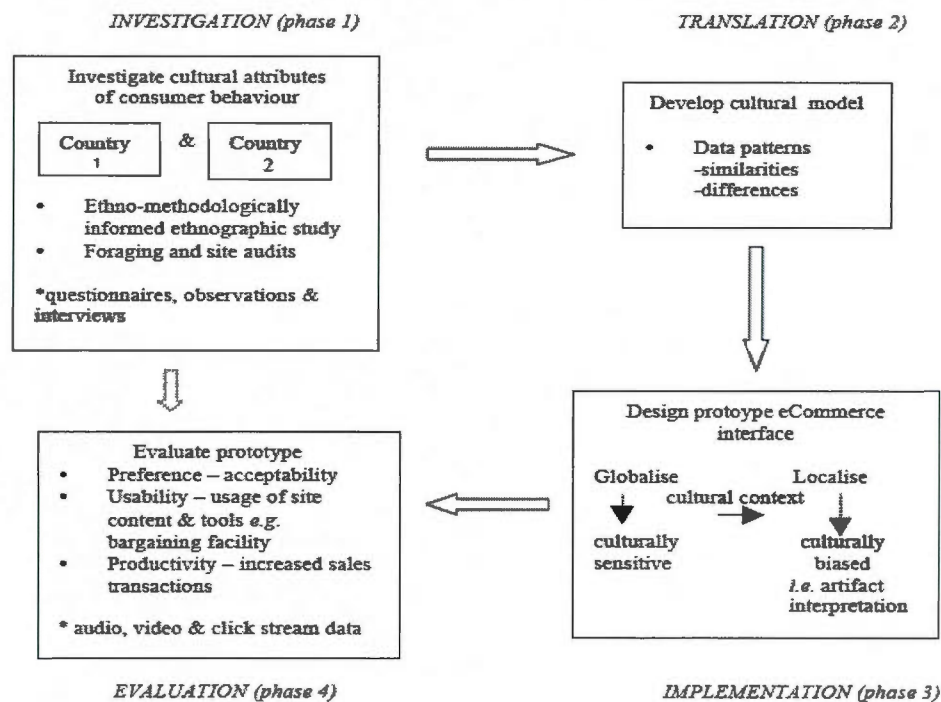 INVESTIGATION (phase 1)
Investigate cultural attributes
of consumer behaviour
Country
1
&
Country
2
• Ethno-methodologically
informed ethnographic study
• Foraging and site audits
*questionnaires, observations &
interviews
TRANSLATION (phase 2)
Develop cultural model
• Data patterns
-similarities
-differences
Design protoype eCommerce
interface
Globalise
Localise
cultural context
culturally
sensitive
culturally
biased
i.e. artifact
interpretation
IMPLEMENTATION (phase 3)
Evaluate prototype
• Preference – acceptability
• Usability – usage of site
content & tools e.g.
bargaining facility
• Productivity – increased sales
transactions
* audio, video & click stream data
EVALUATION (phase 4)